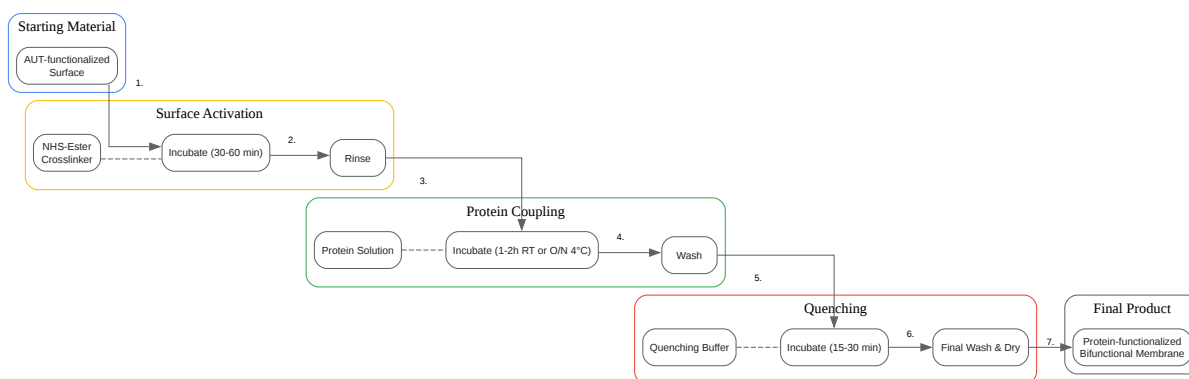 Starting Material
AUT-functionalized
Surface
1.
Surface Activation
NHS-Ester
Crosslinker
Incubate (30-60 min)
2.
Rinse
3.
Protein Coupling
Protein Solution
Incubate (1-2h RT or O/N 4°C)
4.
Wash
5.
Quenching
Quenching Buffer
Incubate (15-30 min)
6.
Final Wash & Dry
7.
Final Product
Protein-functionalized
Bifunctional Membrane